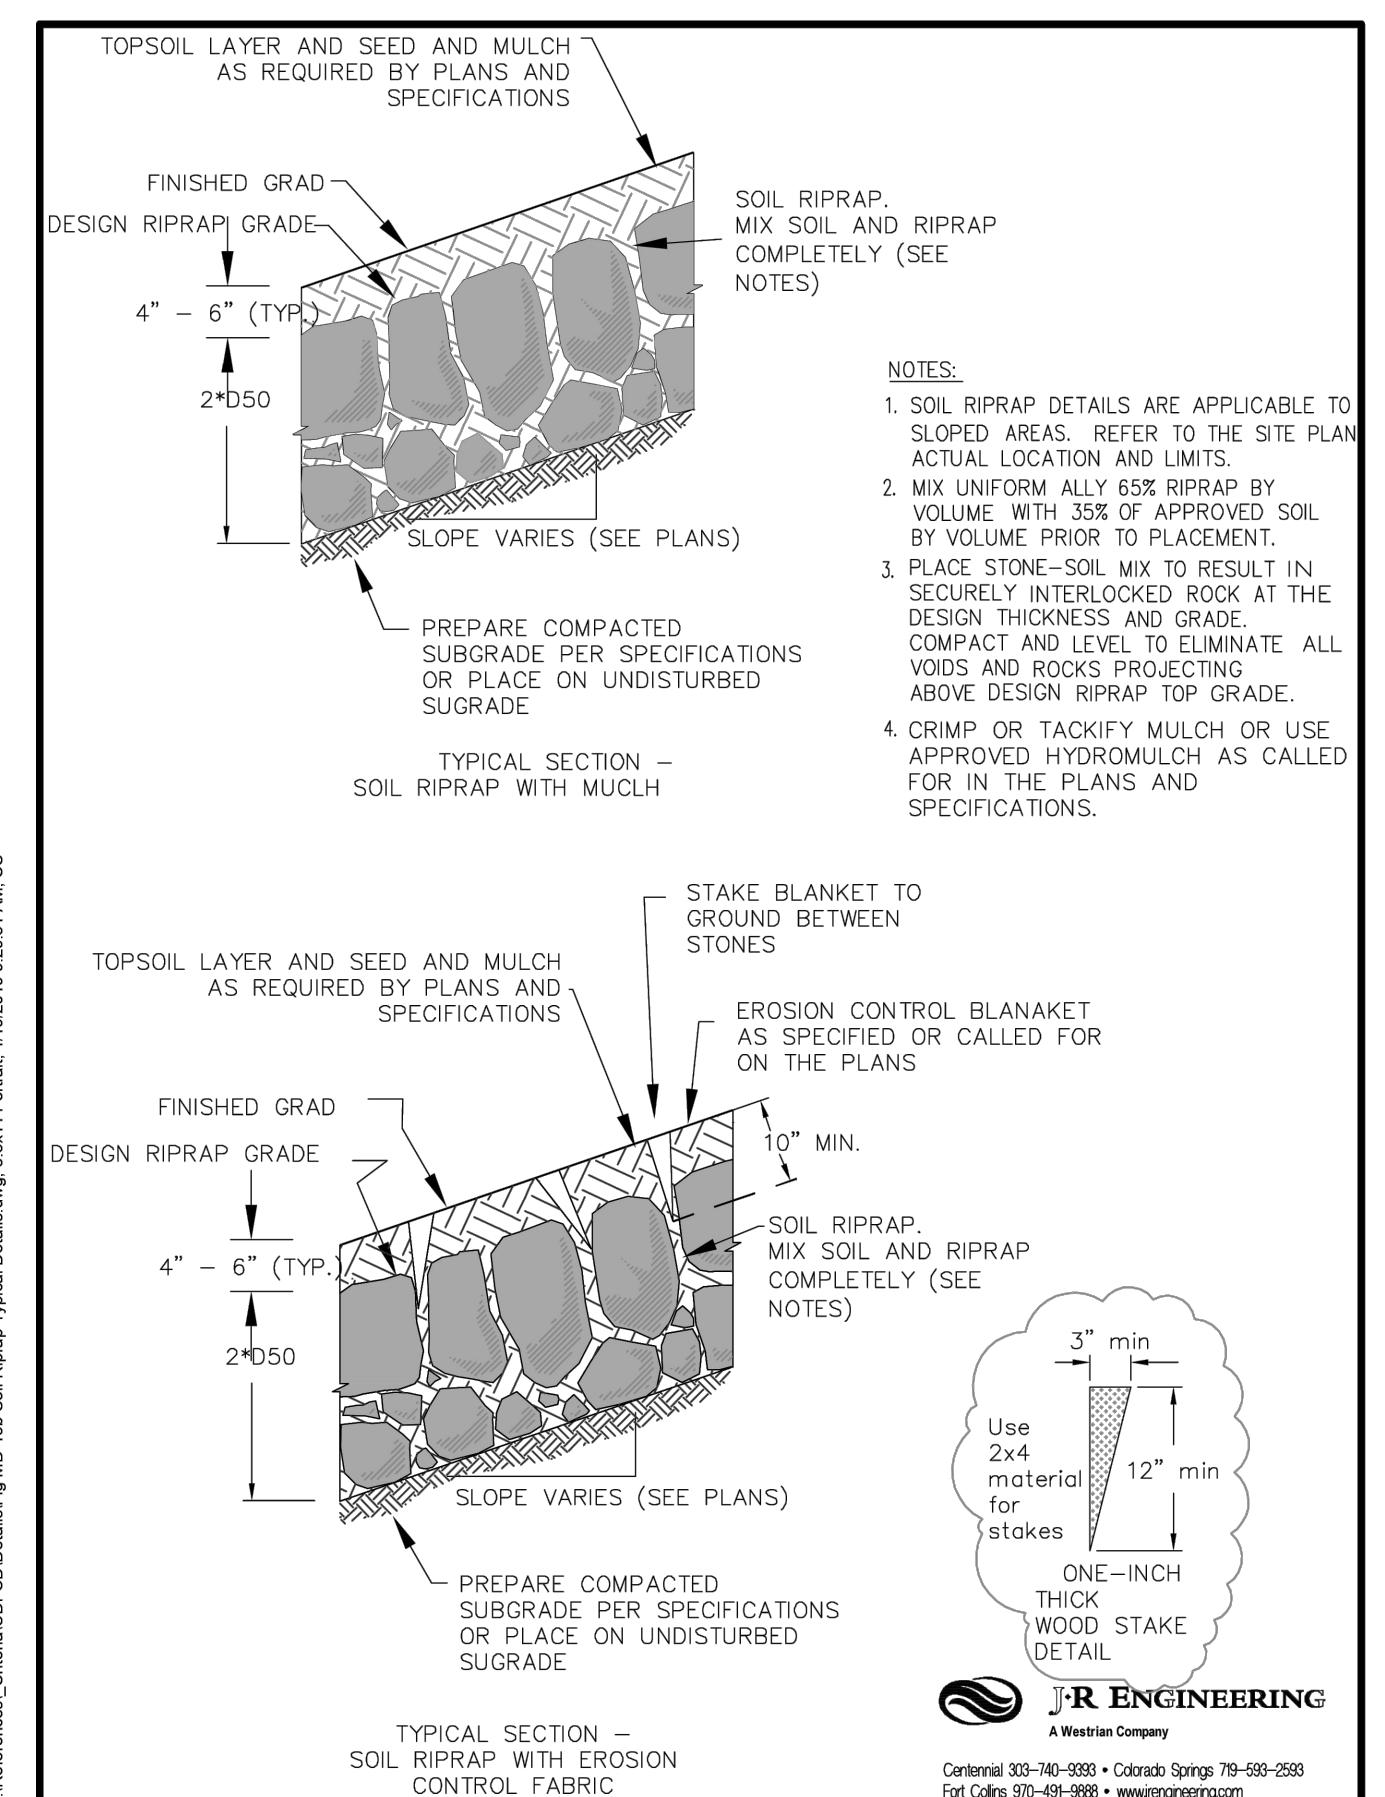 TOPSOIL LAYER AND SEED AND MULCH
AS REQUIRED BY PLANS AND
SPECIFICATIONS
FINISHED GRAD
DESIGN RIPRAP GRADE
4" – 6" (TYP.)
2*D50
SOIL RIPRAP.
MIX SOIL AND RIPRAP
COMPLETELY (SEE
NOTES)
SLOPE VARIES (SEE PLANS)
PREPARE COMPACTED
SUBGRADE PER SPECIFICATIONS
OR PLACE ON UNDISTURBED
SUGRADE
TYPICAL SECTION –
SOIL RIPRAP WITH MUCLH
NOTES:
1. SOIL RIPRAP DETAILS ARE APPLICABLE TO
SLOPED AREAS. REFER TO THE SITE PLAN
ACTUAL LOCATION AND LIMITS.
2. MIX UNIFORM ALLY 65% RIPRAP BY
VOLUME WITH 35% OF APPROVED SOIL
BY VOLUME PRIOR TO PLACEMENT.
3. PLACE STONE–SOIL MIX TO RESULT IN
SECURELY INTERLOCKED ROCK AT THE
DESIGN THICKNESS AND GRADE.
COMPACT AND LEVEL TO ELIMINATE ALL
VOIDS AND ROCKS PROJECTING
ABOVE DESIGN RIPRAP TOP GRADE.
4. CRIMP OR TACKIFY MULCH OR USE
APPROVED HYDROMULCH AS CALLED
FOR IN THE PLANS AND
SPECIFICATIONS.
STAKE BLANKET TO
GROUND BETWEEN
STONES
TOPSOIL LAYER AND SEED AND MULCH
AS REQUIRED BY PLANS AND
SPECIFICATIONS
EROSION CONTROL BLANAKET
AS SPECIFIED OR CALLED FOR
ON THE PLANS
FINISHED GRAD
DESIGN RIPRAP GRADE
10" MIN.
4" – 6" (TYP.)
2*D50
SOIL RIPRAP.
MIX SOIL AND RIPRAP
COMPLETELY (SEE
NOTES)
SLOPE VARIES (SEE PLANS)
PREPARE COMPACTED
SUBGRADE PER SPECIFICATIONS
OR PLACE ON UNDISTURBED
SUGRADE
TYPICAL SECTION –
SOIL RIPRAP WITH EROSION
CONTROL FABRIC
3" min
Use
2x4
material
for
stakes
12" min
ONE–INCH
THICK
WOOD STAKE
DETAIL
J·R ENGINEERING
A Westrian Company
Centennial 303–740–9393 • Colorado Springs 719–593–2593
Fort Collins 970–491–9888 • www.jrengineering.com